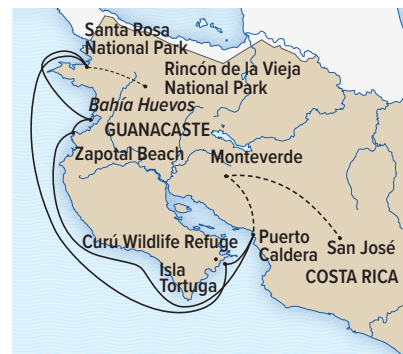 Santa Rosa
National Park
Rincón de la Vieja
National Park
Bahía Huevos
GUANACASTE
Zapotal Beach
Monteverde
Curú Wildlife Refuge
Puerto
Caldera
San José
Isla
Tortuga
COSTA RICA